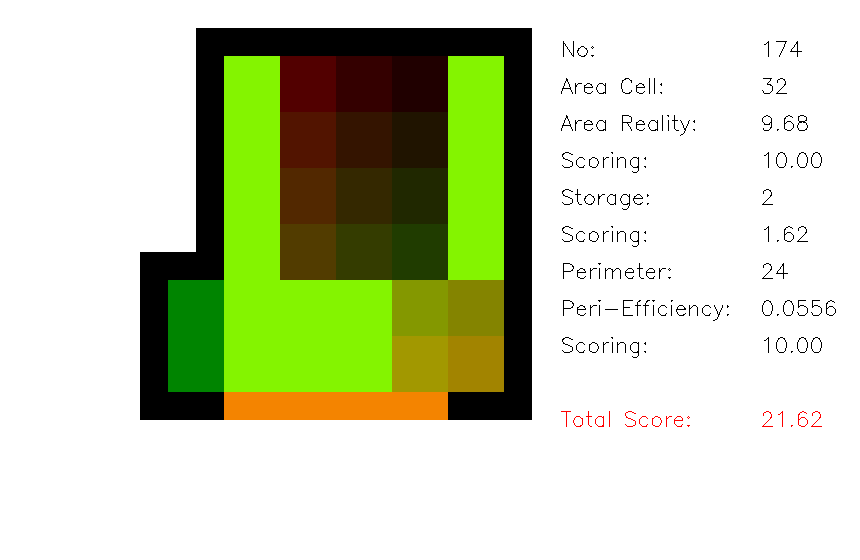 No: 174
Area Cell: 32
Area Reality: 9.68
Scoring: 10.00
Storage: 2
Scoring: 1.62
Perimeter: 24
Peri-Efficiency: 0.0556
Scoring: 10.00
Total Score: 21.62